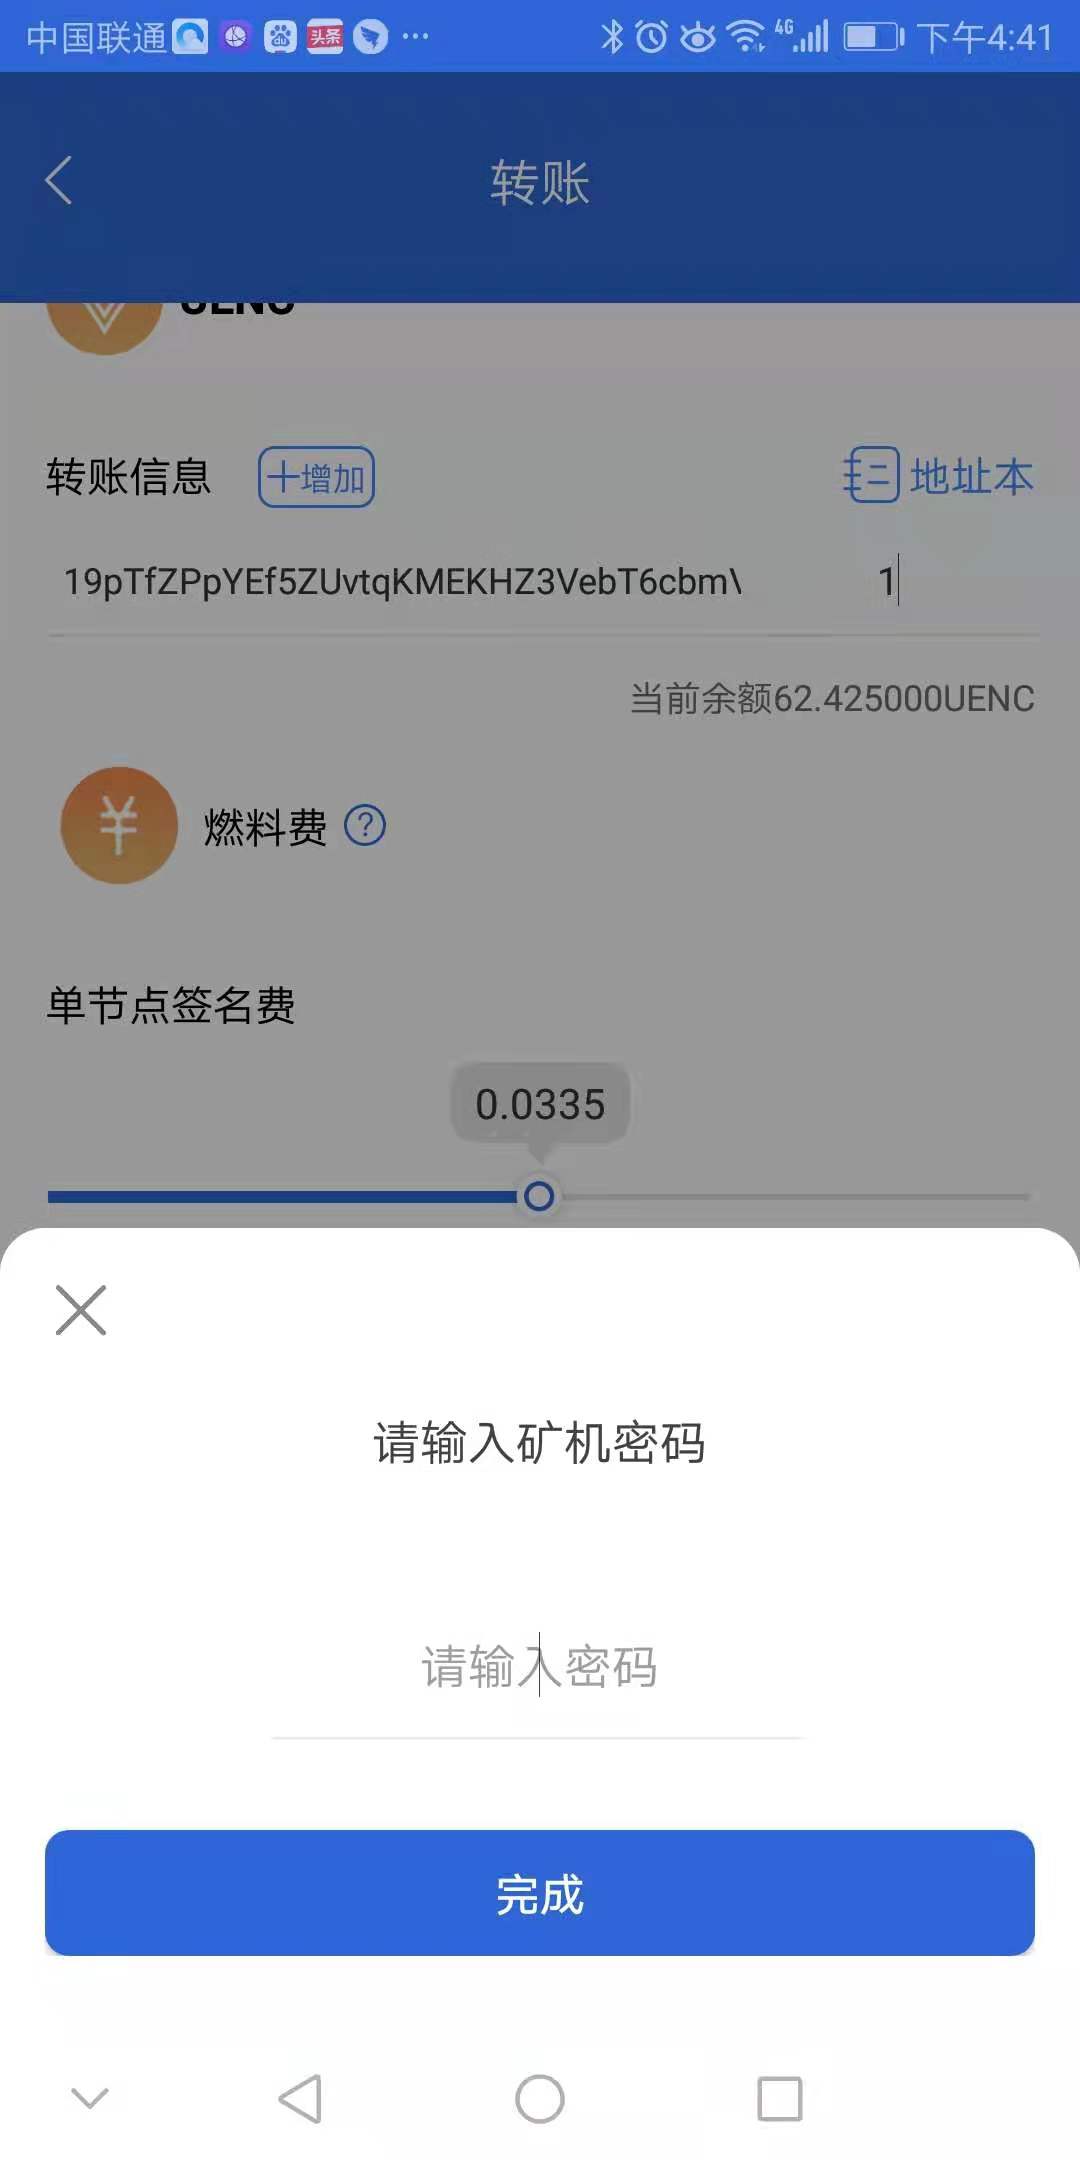 中国联通 头条 ... 4G 下午4:41
转账
UENC
转账信息 +增加 地址本
19pTfZPpYEf5ZUvtqKMEKHZ3VebT6cbm\ 1
当前余额62.425000UENC
¥ 燃料费 ?
单节点签名费
0.0335
请输入矿机密码
请输入密码
完成